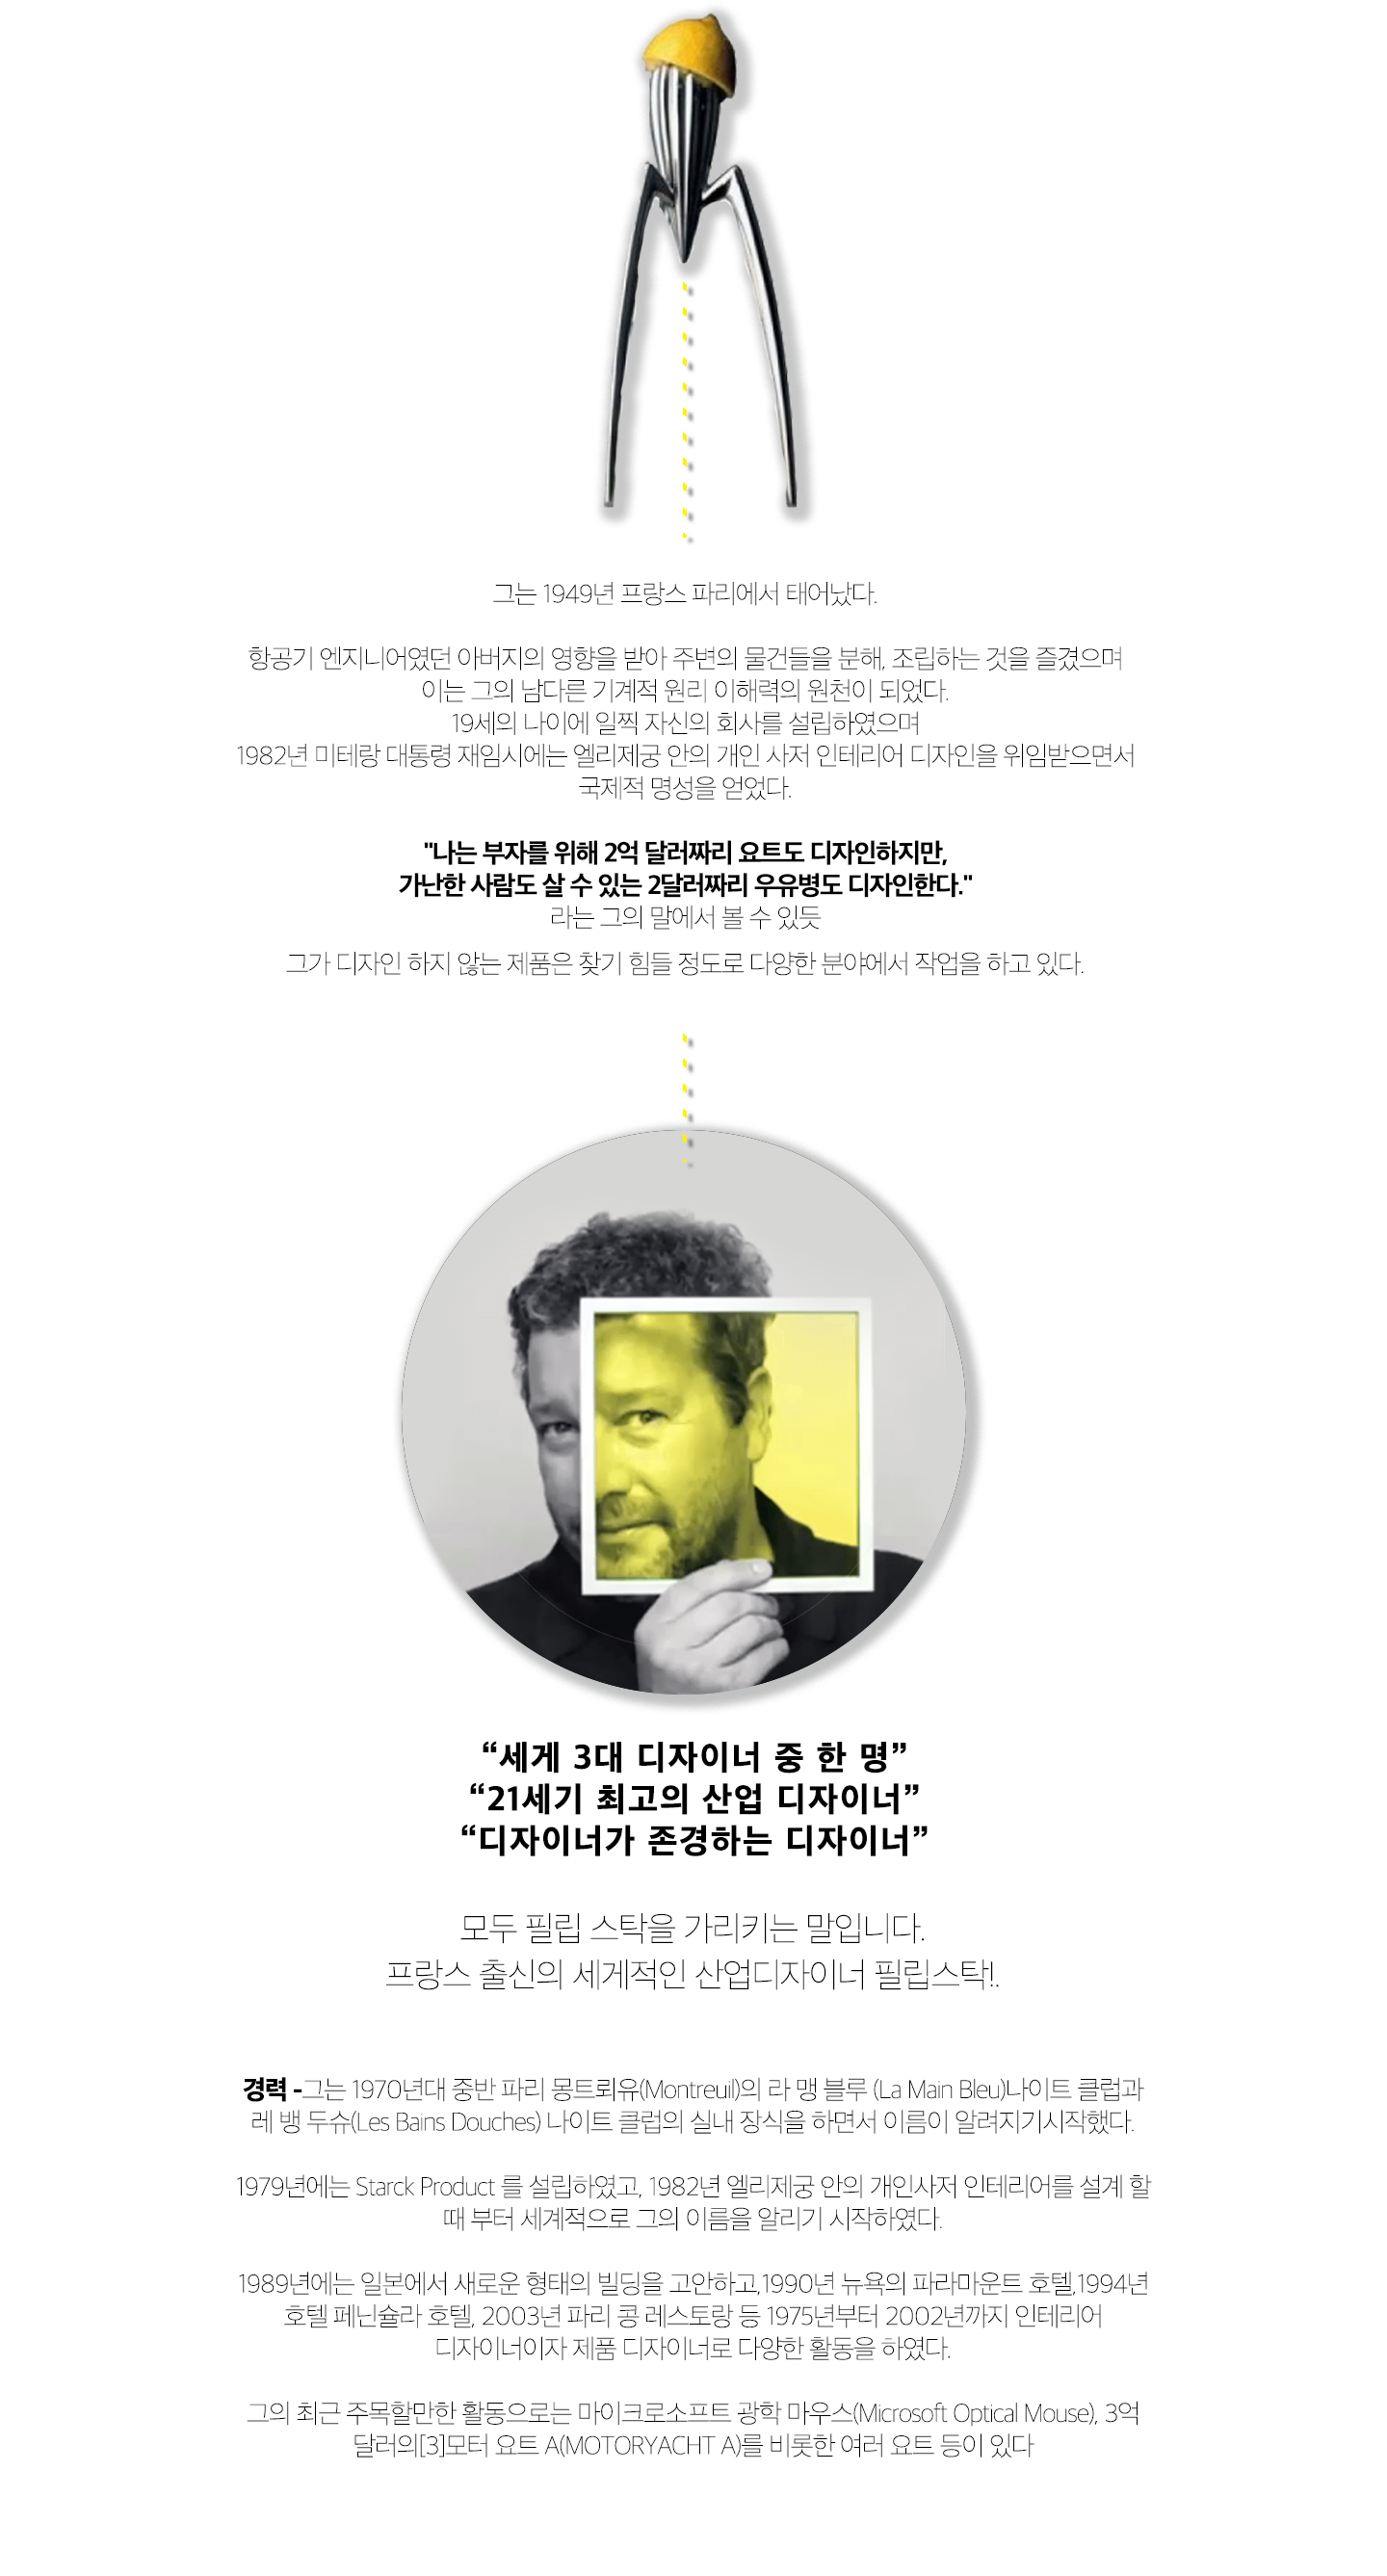 그는 1949년 프랑스 파리에서 태어났다.
항공기 엔지니어였던 아버지의 영향을 받아 주변의 물건들을 분해, 조립하는 것을 즐겼으며
이는 그의 남다른 기계적 원리 이해력의 원천이 되었다.
19세의 나이에 일찍 자신의 회사를 설립하였으며
1982년 미테랑 대통령 재임시에는 엘리제궁 안의 개인 사저 인테리어 디자인을 위임받으면서
국제적 명성을 얻었다.
"나는 부자를 위해 2억 달러짜리 요트도 디자인하지만,
가난한 사람도 살 수 있는 2달러짜리 우유병도 디자인한다."
라는 그의 말에서 볼 수 있듯
그가 디자인 하지 않는 제품은 찾기 힘들 정도로 다양한 분야에서 작업을 하고 있다.
“세게 3대 디자이너 중 한 명”
“21세기 최고의 산업 디자이너”
“디자이너가 존경하는 디자이너”
모두 필립 스탁을 가리키는 말입니다.
프랑스 출신의 세게적인 산업디자이너 필립스탁!.
경력 -그는 1970년대 중반 파리 몽트뢰유(Montreuil)의 라 맹 블루 (La Main Bleu)나이트 클럽과
레 뱅 두슈(Les Bains Douches) 나이트 클럽의 실내 장식을 하면서 이름이 알려지기시작했다.
1979년에는 Starck Product 를 설립하였고, 1982년 엘리제궁 안의 개인사저 인테리어를 설계 할
때 부터 세계적으로 그의 이름을 알리기 시작하였다.
1989년에는 일본에서 새로운 형태의 빌딩을 고안하고,1990년 뉴욕의 파라마운트 호텔,1994년
호텔 페닌슐라 호텔, 2003년 파리 콩 레스토랑 등 1975년부터 2002년까지 인테리어
디자이너이자 제품 디자이너로 다양한 활동을 하였다.
그의 최근 주목할만한 활동으로는 마이크로소프트 광학 마우스(Microsoft Optical Mouse), 3억
달러의[3]모터 요트 A(MOTORYACHT A)를 비롯한 여러 요트 등이 있다